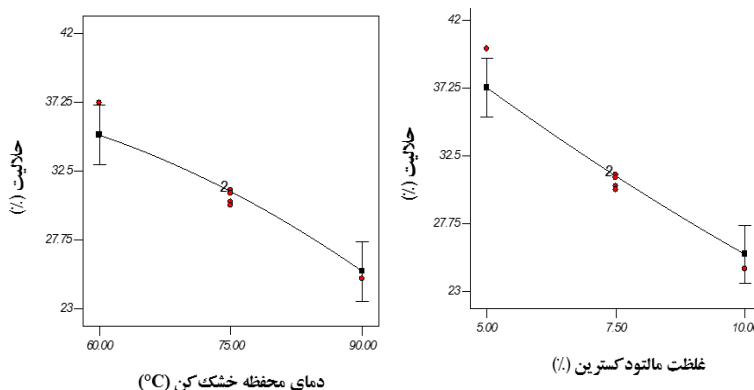 42
37.25
32.5
27.75
23
حلالیت (٪)
2
60.00 75.00 90.00
دمای محفظه خشک کن (°C)
42
37.25
32.5
27.75
23
حلالیت (٪)
2
5.00 7.50 10.00
غلظت مالتودکسترین (٪)